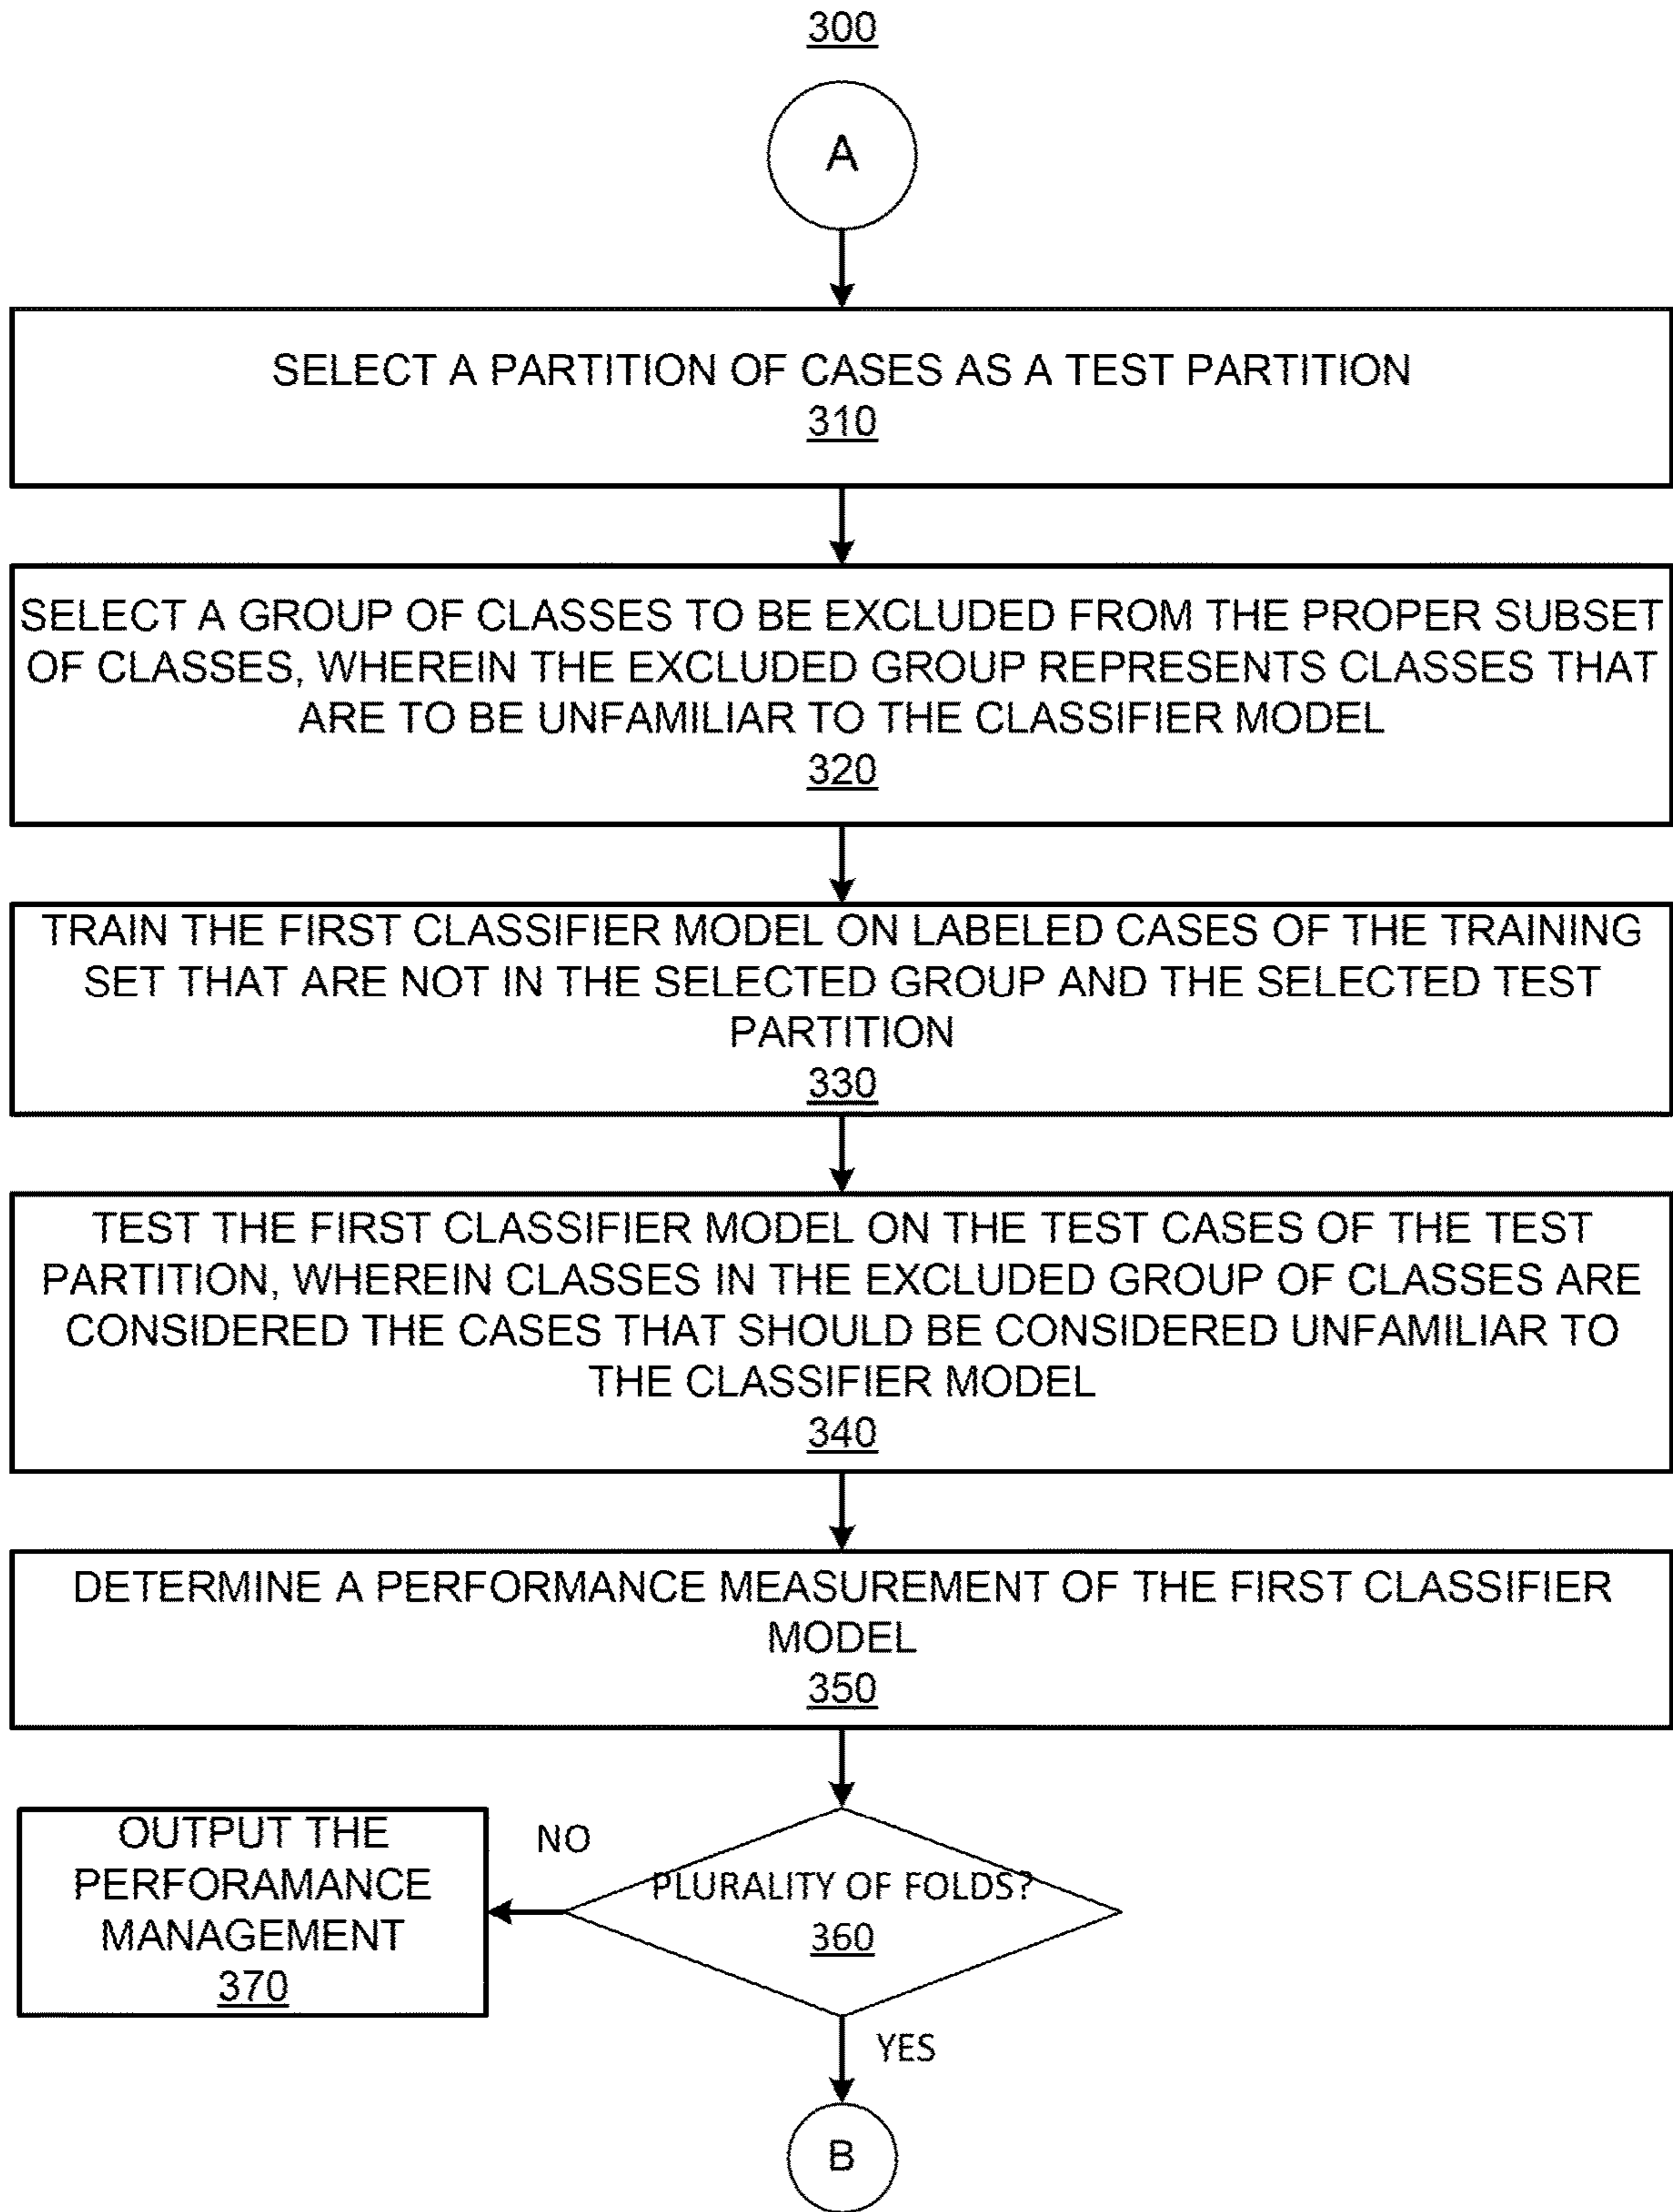 300
A
SELECT A PARTITION OF CASES AS A TEST PARTITION
310
SELECT A GROUP OF CLASSES TO BE EXCLUDED FROM THE PROPER SUBSET
OF CLASSES, WHEREIN THE EXCLUDED GROUP REPRESENTS CLASSES THAT
ARE TO BE UNFAMILIAR TO THE CLASSIFIER MODEL
320
TRAIN THE FIRST CLASSIFIER MODEL ON LABELED CASES OF THE TRAINING
SET THAT ARE NOT IN THE SELECTED GROUP AND THE SELECTED TEST
PARTITION
330
TEST THE FIRST CLASSIFIER MODEL ON THE TEST CASES OF THE TEST
PARTITION, WHEREIN CLASSES IN THE EXCLUDED GROUP OF CLASSES ARE
CONSIDERED THE CASES THAT SHOULD BE CONSIDERED UNFAMILIAR TO
THE CLASSIFIER MODEL
340
DETERMINE A PERFORMANCE MEASUREMENT OF THE FIRST CLASSIFIER
MODEL
350
OUTPUT THE
PERFORAMANCE
MANAGEMENT
370
NO
PLURALITY OF FOLDS?
360
YES
B